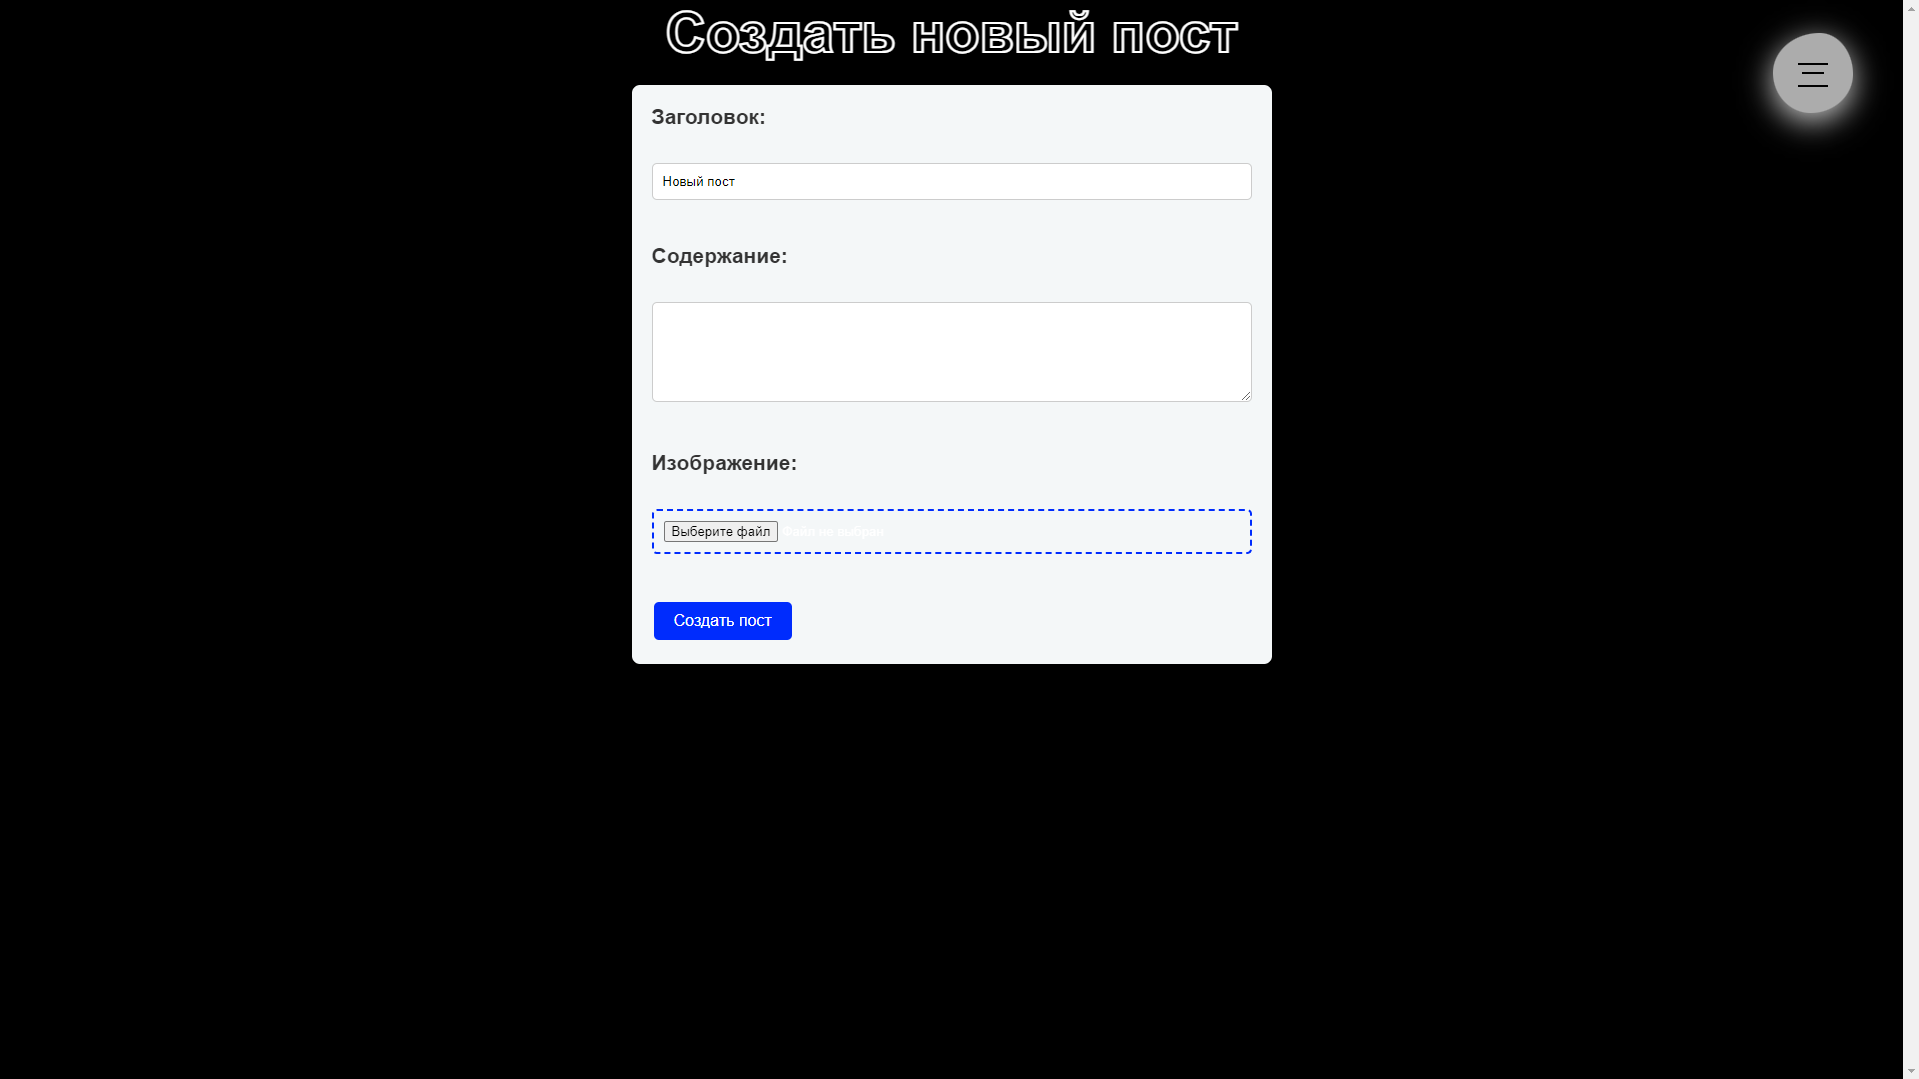 Создать новый пост
Заголовок:
Новый пост
Содержание:
Изображение:
Выберите файл Файл не выбран
Создать пост